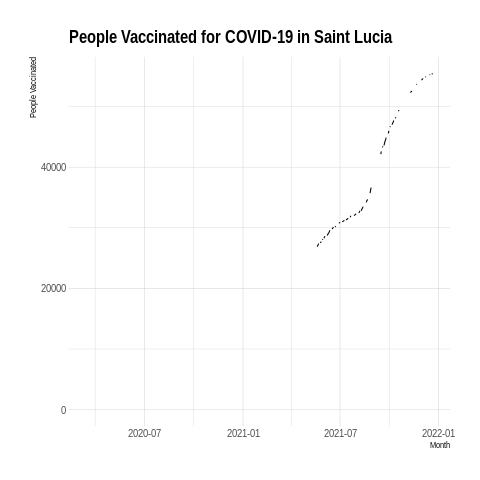 People Vaccinated for COVID-19 in Saint Lucia
People Vaccinated
40000
20000
0
2020-07 2021-01 2021-07 2022-01
Month